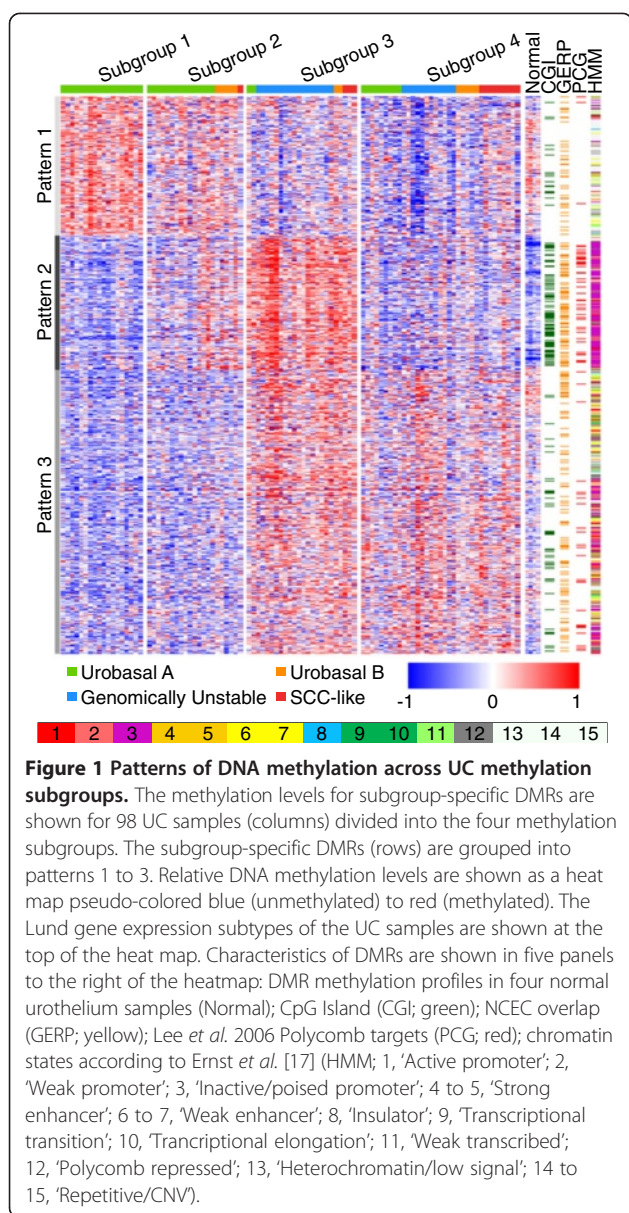 Subgroup 1
Subgroup 2
Subgroup 3
Subgroup 4
Normal
CGI
GERP
PCG
HMM
Pattern 1
Pattern 2
Pattern 3
Urobasal A
Urobasal B
Genomically Unstable
SCC-like
-1 0 1
1 2 3 4 5 6 7 8 9 10 11 12 13 14 15
Figure 1 Patterns of DNA methylation across UC methylation
subgroups. The methylation levels for subgroup-specific DMRs are
shown for 98 UC samples (columns) divided into the four methylation
subgroups. The subgroup-specific DMRs (rows) are grouped into
patterns 1 to 3. Relative DNA methylation levels are shown as a heat
map pseudo-colored blue (unmethylated) to red (methylated). The
Lund gene expression subtypes of the UC samples are shown at the
top of the heat map. Characteristics of DMRs are shown in five panels
to the right of the heatmap: DMR methylation profiles in four normal
urothelium samples (Normal); CpG Island (CGI; green); NCEC overlap
(GERP; yellow); Lee et al. 2006 Polycomb targets (PCG; red); chromatin
states according to Ernst et al. [17] (HMM; 1, ‘Active promoter’; 2,
‘Weak promoter’; 3, ‘Inactive/poised promoter’; 4 to 5, ‘Strong
enhancer’; 6 to 7, ‘Weak enhancer’; 8, ‘Insulator’; 9, ‘Transcriptional
transition’; 10, ‘Trancriptional elongation’; 11, ‘Weak transcribed’;
12, ‘Polycomb repressed’; 13, ‘Heterochromatin/low signal’; 14 to
15, ‘Repetitive/CNV’).